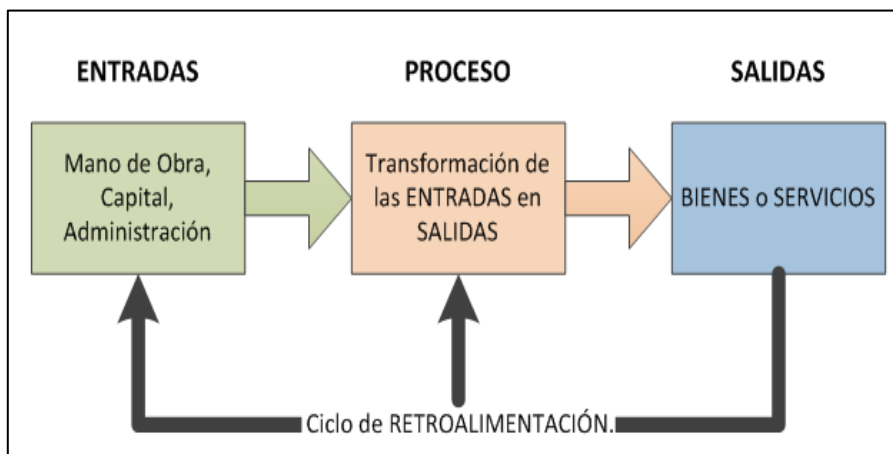 ENTRADAS
PROCESO
SALIDAS
Mano de Obra,
Capital,
Administración
Transformación de
las ENTRADAS en
SALIDAS
BIENES o SERVICIOS
Ciclo de RETROALIMENTACIÓN.